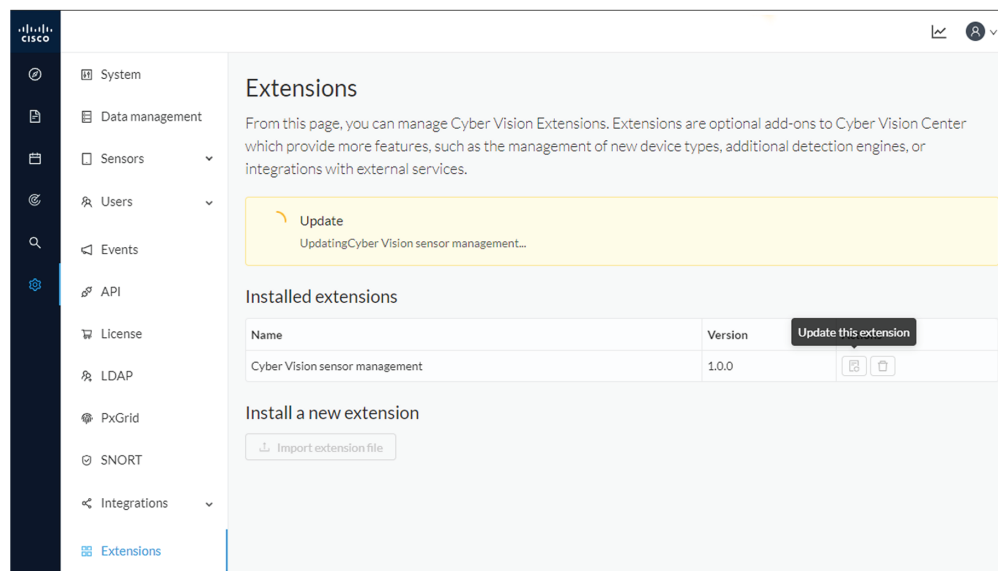 CISCO
System
Data management
Sensors
Users
Events
API
License
LDAP
PxGrid
SNORT
Integrations
Extensions
Extensions
From this page, you can manage Cyber Vision Extensions. Extensions are optional add-ons to Cyber Vision Center
which provide more features, such as the management of new device types, additional detection engines, or
integrations with external services.
Update
UpdatingCyber Vision sensor management...
Installed extensions
Name Version
Update this extension
Cyber Vision sensor management 1.0.0
Install a new extension
Import extension file